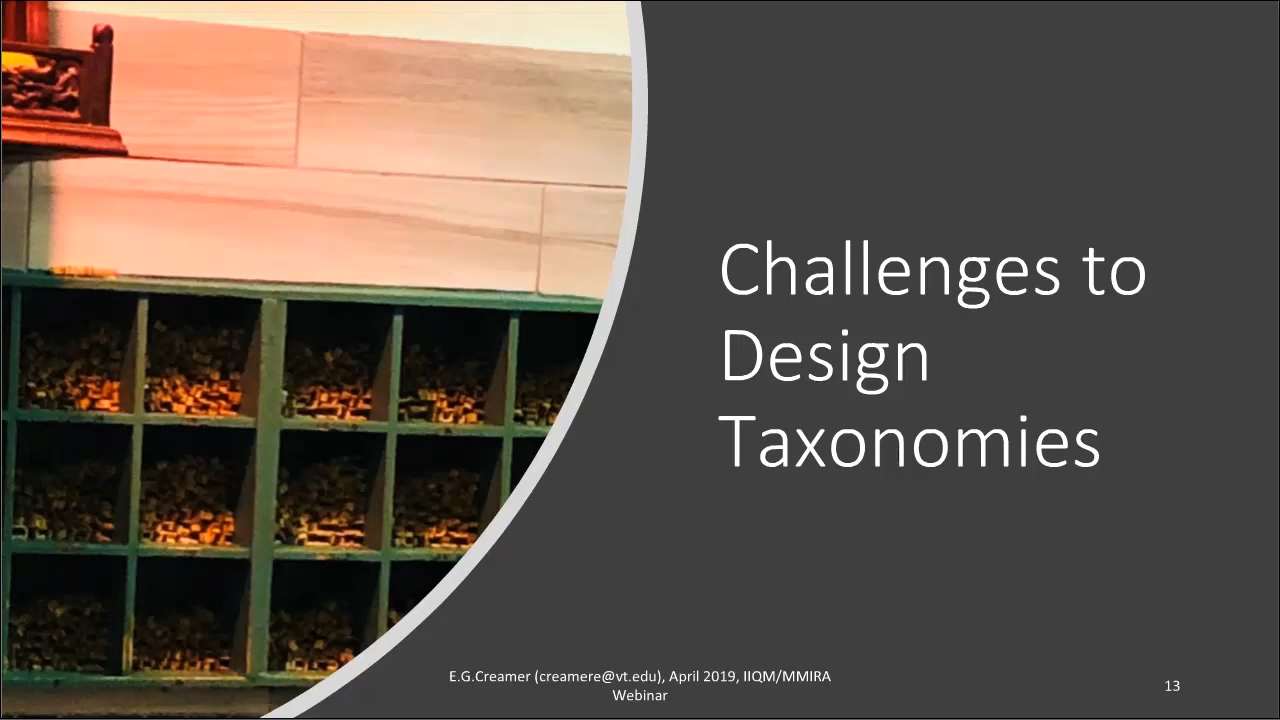 Challenges to
Design
Taxonomies
E.G.Creamer (creamere@vt.edu), April 2019, IIQM/MMIRA
Webinar
13